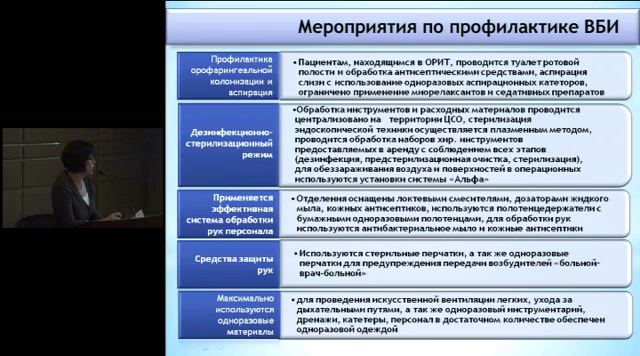 Мероприятия по профилактике ВБИ
Профилактика
орофарингеальной
колонизации и
аспирация
•Пациентам, находящимся в ОРИТ, проводится туалет ротовой
полости и обработка антисептическими средствами, аспирация
слизи с использование одноразовых аспирационных катеторов,
ограничено применение миорелаксантов и седативных препаратов
Дезинфекционно-
стерилизационный
режим
•Обработка инструментов и расходных материалов проводится
централизовано на территории ЦСО, стерилизация
эндоскопической техники осуществляется плазменным методом,
проводится обработка наборов хир. инструментов
предоставляемых в аренду с соблюдением всех этапов
(дезинфекция, предстерилизационная очистка, стерилизация),
для обеззараживания воздуха и поверхностей в операционных
используются установки системы «Альфа»
Применяется
эффективная
система обработки
рук персонала
•Отделения оснащены локтевыми смесителями, дозаторами жидкого
мыла, кожных антисептиков, используются полотенцедержатели с
бумажными одноразовыми полотенцами, для обработки рук
используются антибактериальное мыло и кожные антисептики
Средства защиты
рук
•Используются стерильные перчатки, а так же одноразовые
перчатки для предупреждения передачи возбудителей «больной-
врач-больной»
Максимально
используются
одноразовые
материалы
•для проведения искусственной вентиляции легких, ухода за
дыхательными путями, а так же одноразовый инструментарий,
дренажи, катетеры, персонал в достаточном количестве обеспечен
одноразовой одеждой